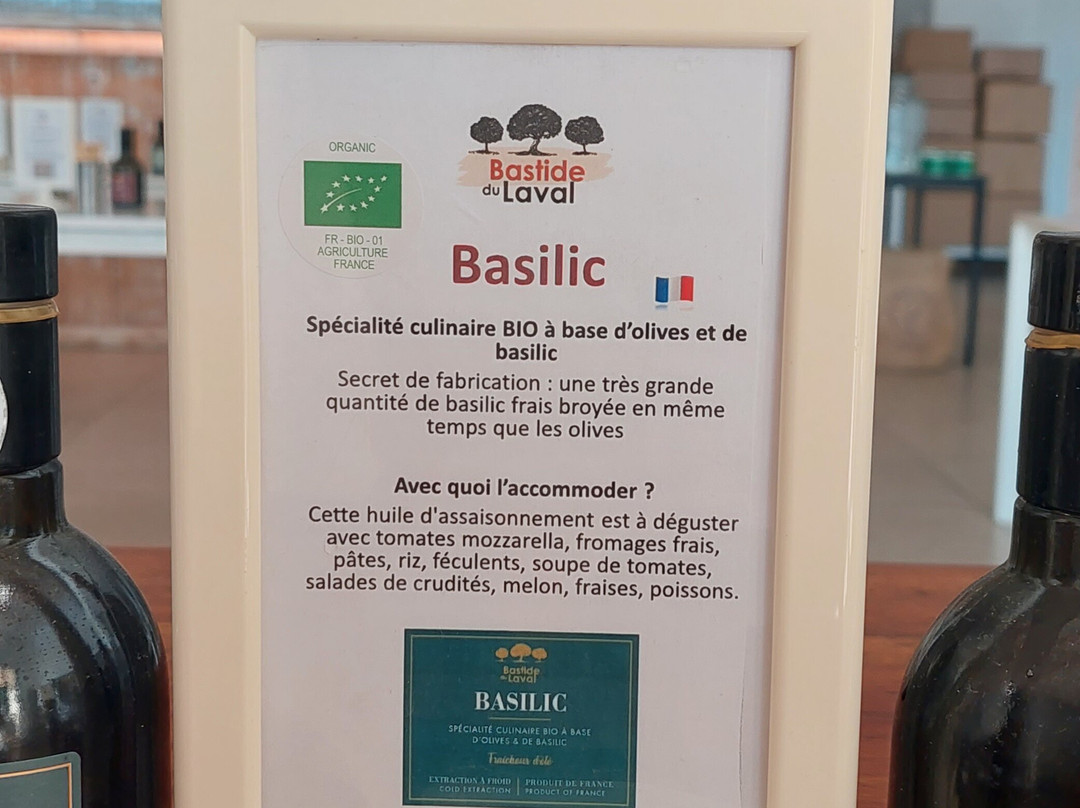 ORGANIC
FR - BIO - 01
AGRICULTURE
FRANCE
Bastide
du Laval
Basilic
Spécialité culinaire BIO à base d’olives et de
basilic
Secret de fabrication : une très grande
quantité de basilic frais broyée en même
temps que les olives
Avec quoi l’accommoder ?
Cette huile d'assaisonnement est à déguster
avec tomates mozzarella, fromages frais,
pâtes, riz, féculents, soupe de tomates,
salades de crudités, melon, fraises, poissons.
Bastide
du Laval
BASILIC
SPÉCIALITÉ CULINAIRE BIO À BASE
D'OLIVES & DE BASILIC
Fraîcheur d'été
EXTRACTION À FROID | PRODUIT DE FRANCE
COLD EXTRACTION | PRODUCT OF FRANCE